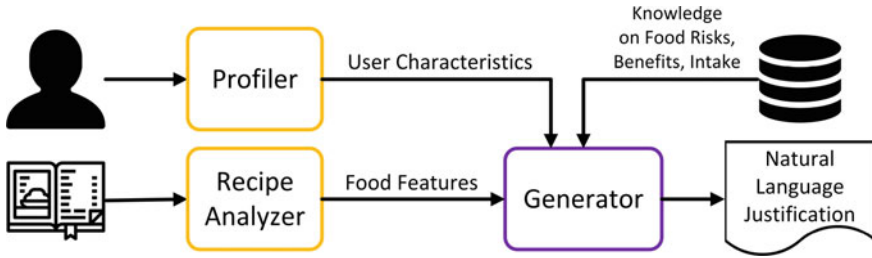 Knowledge
on Food Risks,
Benefits, Intake
Profiler
User Characteristics
Recipe
Analyzer
Food Features
Generator
Natural
Language
Justification